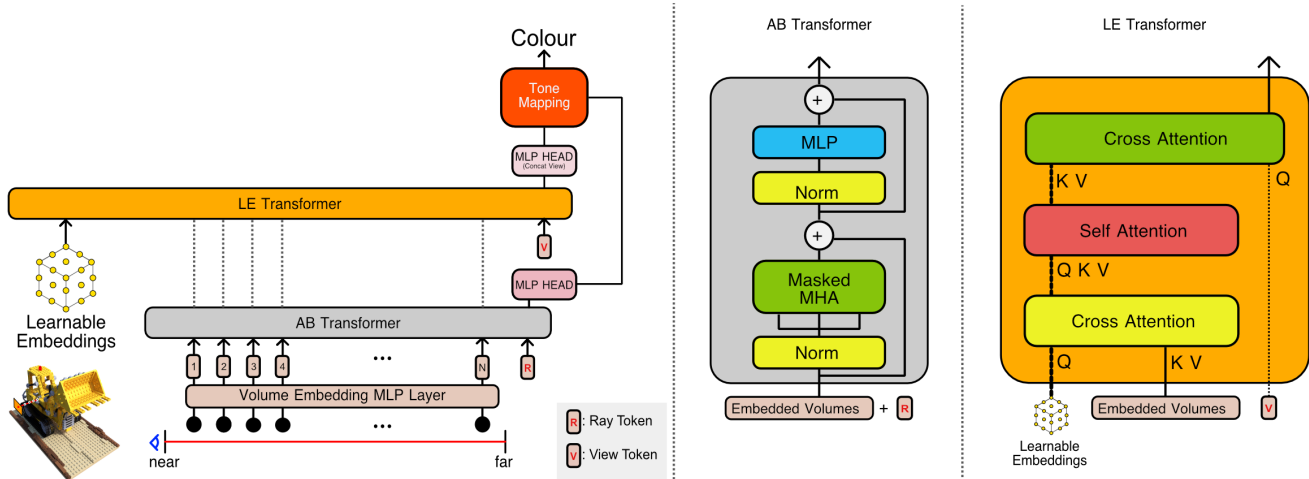 Colour
Tone
Mapping
MLP HEAD
(Concat View)
LE Transformer
V
MLP HEAD
Learnable
Embeddings
AB Transformer
1
2
3
4
...
N
R
Volume Embedding MLP Layer
...
near
far
R : Ray Token
V : View Token
AB Transformer
+
MLP
Norm
+
Masked
MHA
Norm
Embedded Volumes + R
LE Transformer
Cross Attention
K V
Q
Self Attention
Q K V
Cross Attention
Q
K V
Embedded Volumes
V
Learnable
Embeddings